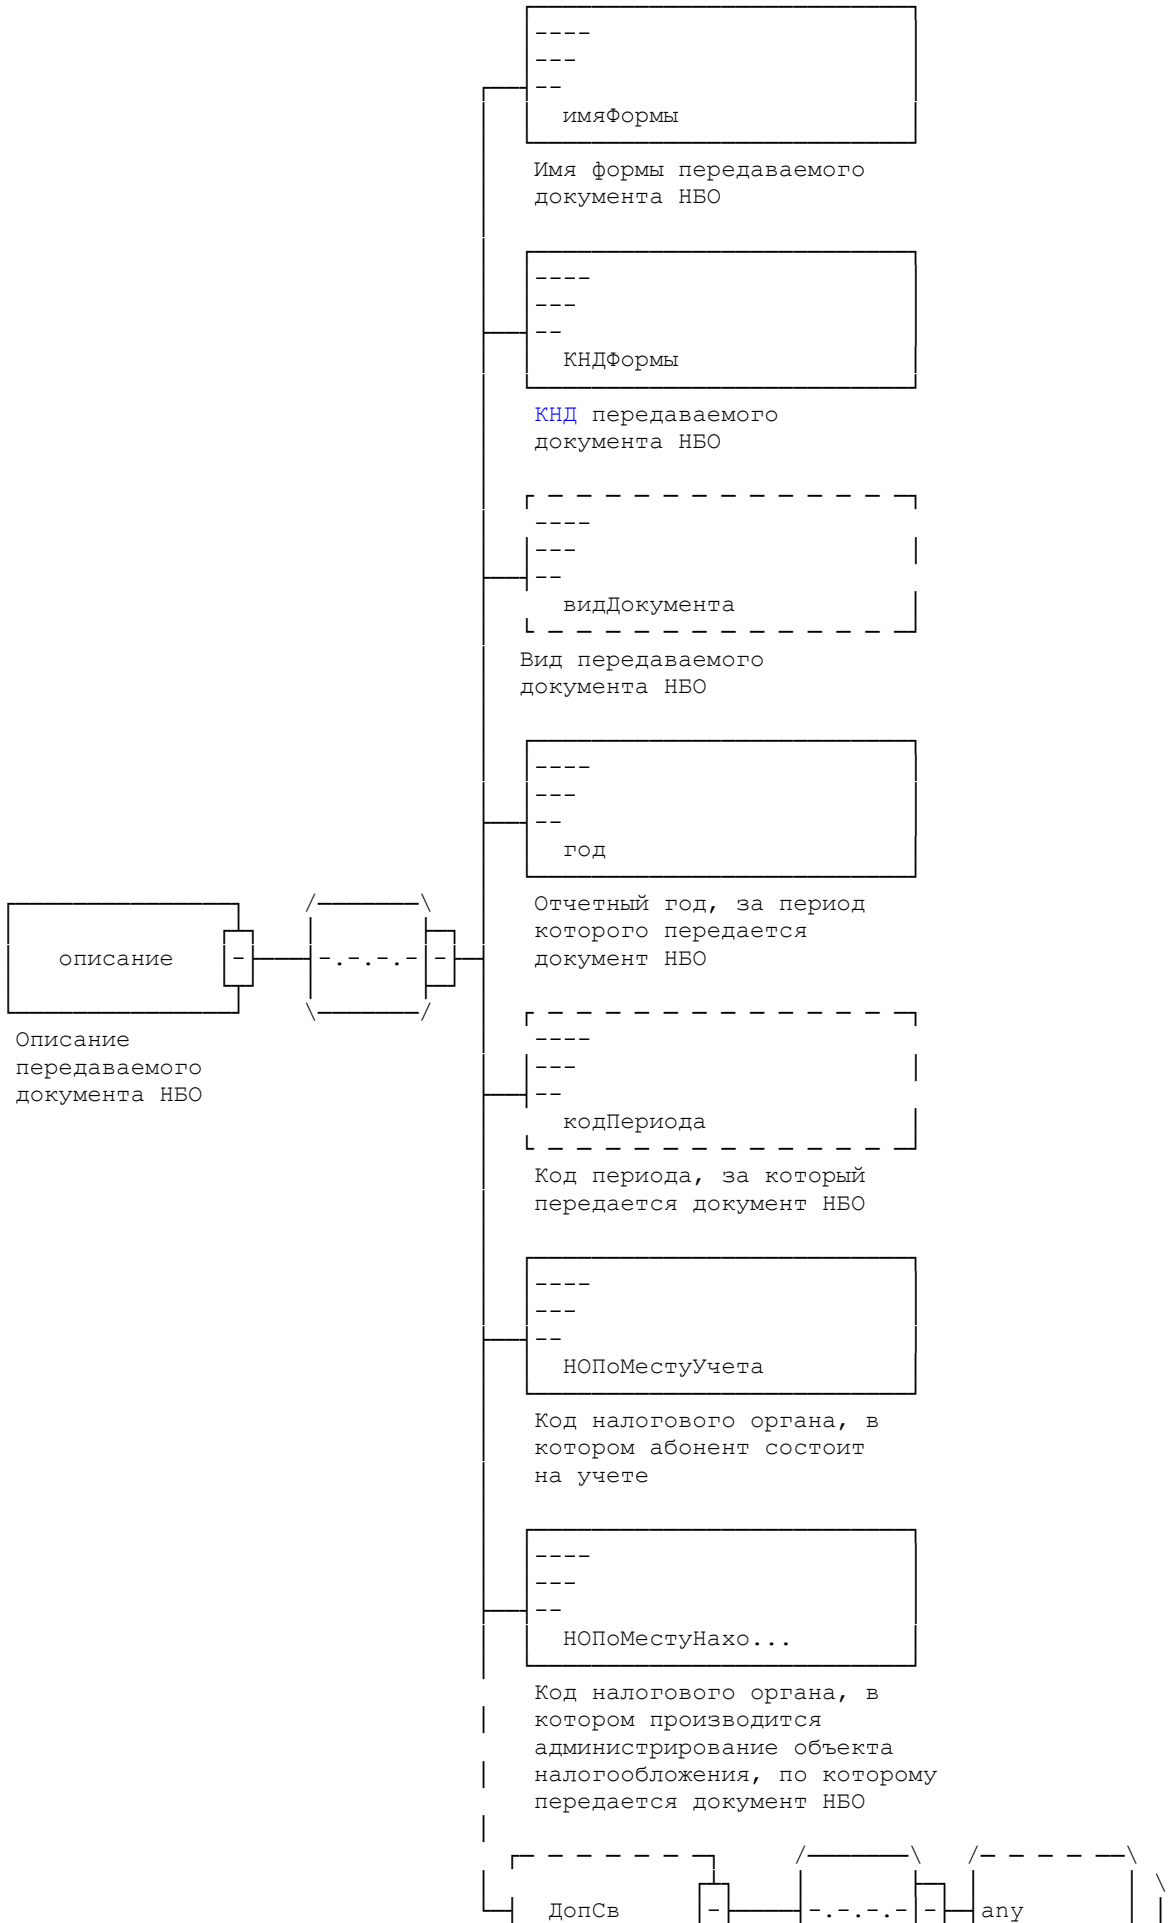 ----
---
--
имяФормы
Имя формы передаваемого
документа НБО
----
---
--
КНДФормы
КНД передаваемого
документа НБО
----
---
--
видДокумента
Вид передаваемого
документа НБО
----
---
--
год
Отчетный год, за период
которого передается
документ НБО
описание - -.-.-.- -
Описание
передаваемого
документа НБО
----
---
--
кодПериода
Код периода, за который
передается документ НБО
----
---
--
НОПоМестуУчета
Код налогового органа, в
котором абонент состоит
на учете
----
---
--
НОПоМестуНахо...
Код налогового органа, в
котором производится
администрирование объекта
налогообложения, по которому
передается документ НБО
ДопСв - -.-.-.- - any